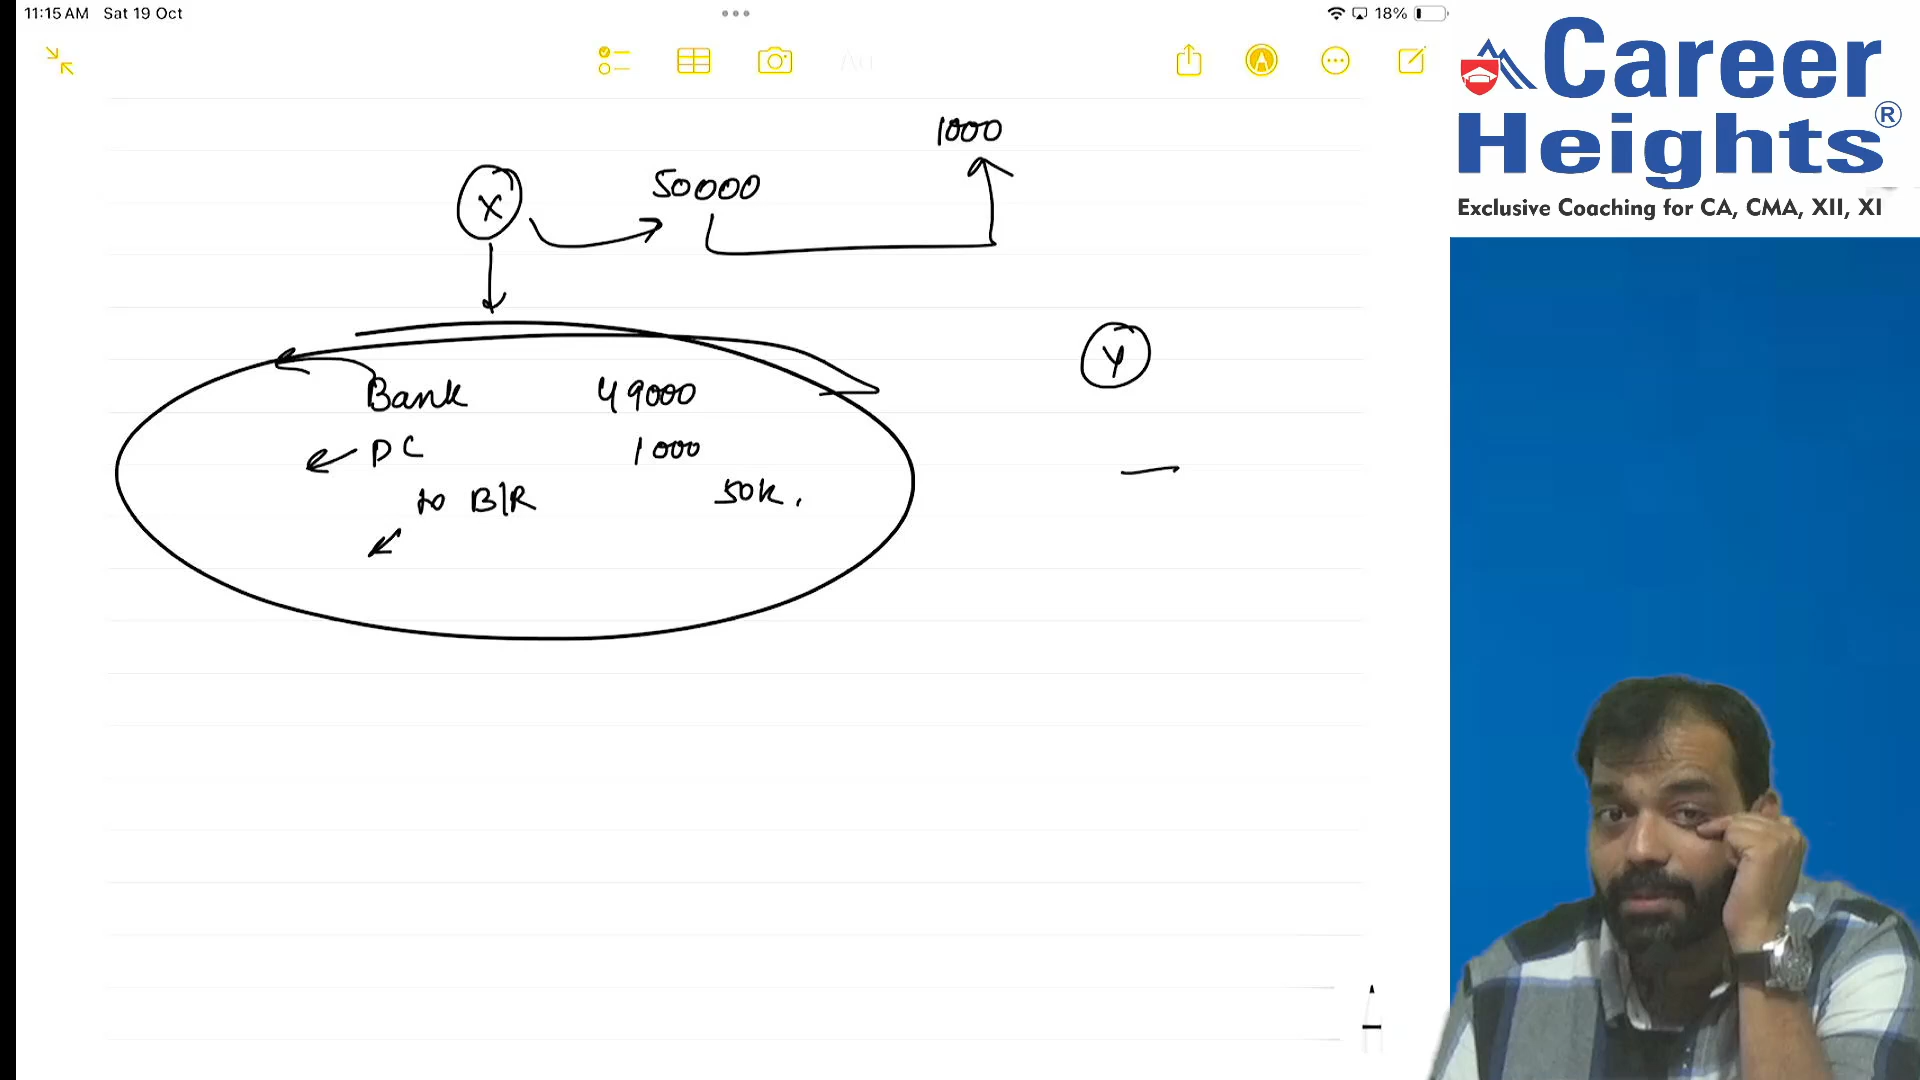 11:15 AM Sat 19 Oct
18%
Career
Heights®
Exclusive Coaching for CA, CMA, XII, XI
1000
X 50000
Y
Bank 49000
DC 1000
to B/R 50k.